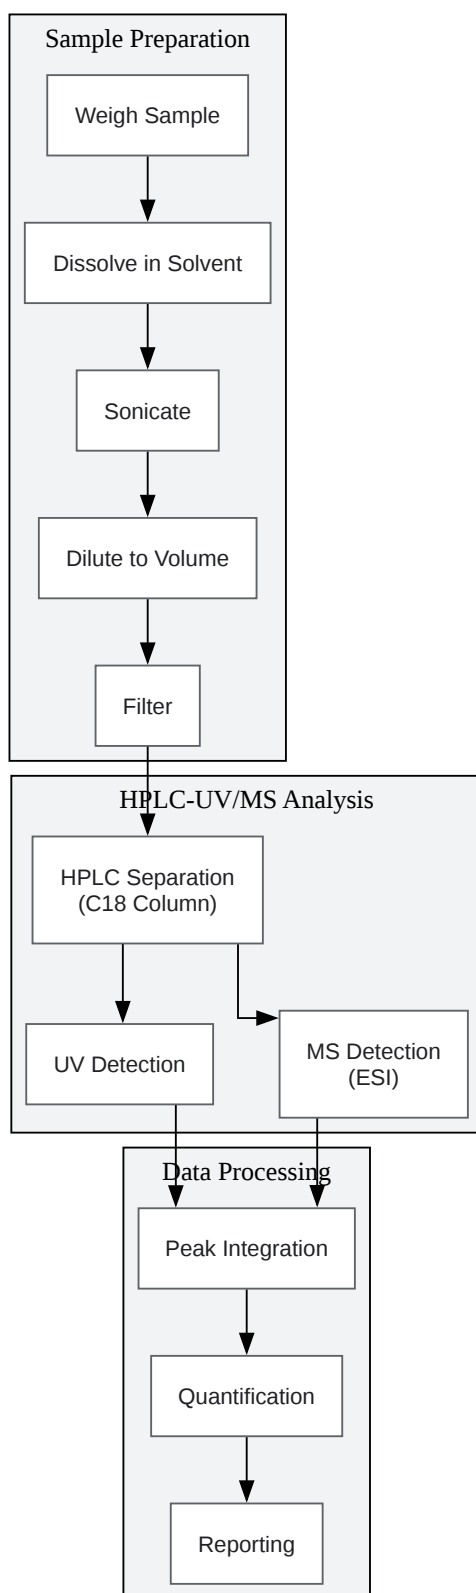 Sample Preparation
Weigh Sample
Dissolve in Solvent
Sonicate
Dilute to Volume
Filter
HPLC-UV/MS Analysis
HPLC Separation
(C18 Column)
UV Detection
MS Detection
(ESI)
Data Processing
Peak Integration
Quantification
Reporting